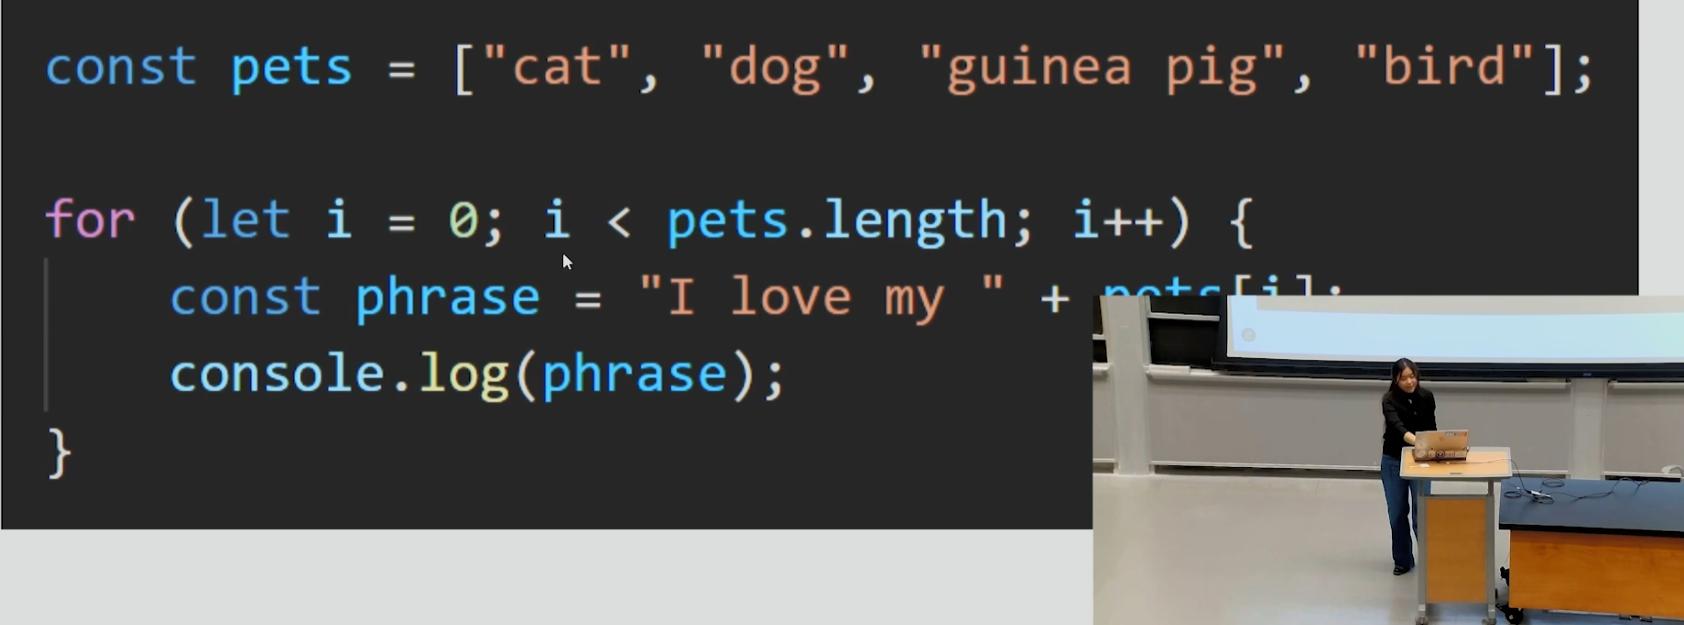 const pets = ["cat", "dog", "guinea pig", "bird"];
for (let i = 0; i < pets.length; i++) {
const phrase = "I love my " + pets[i];
console.log(phrase);
}